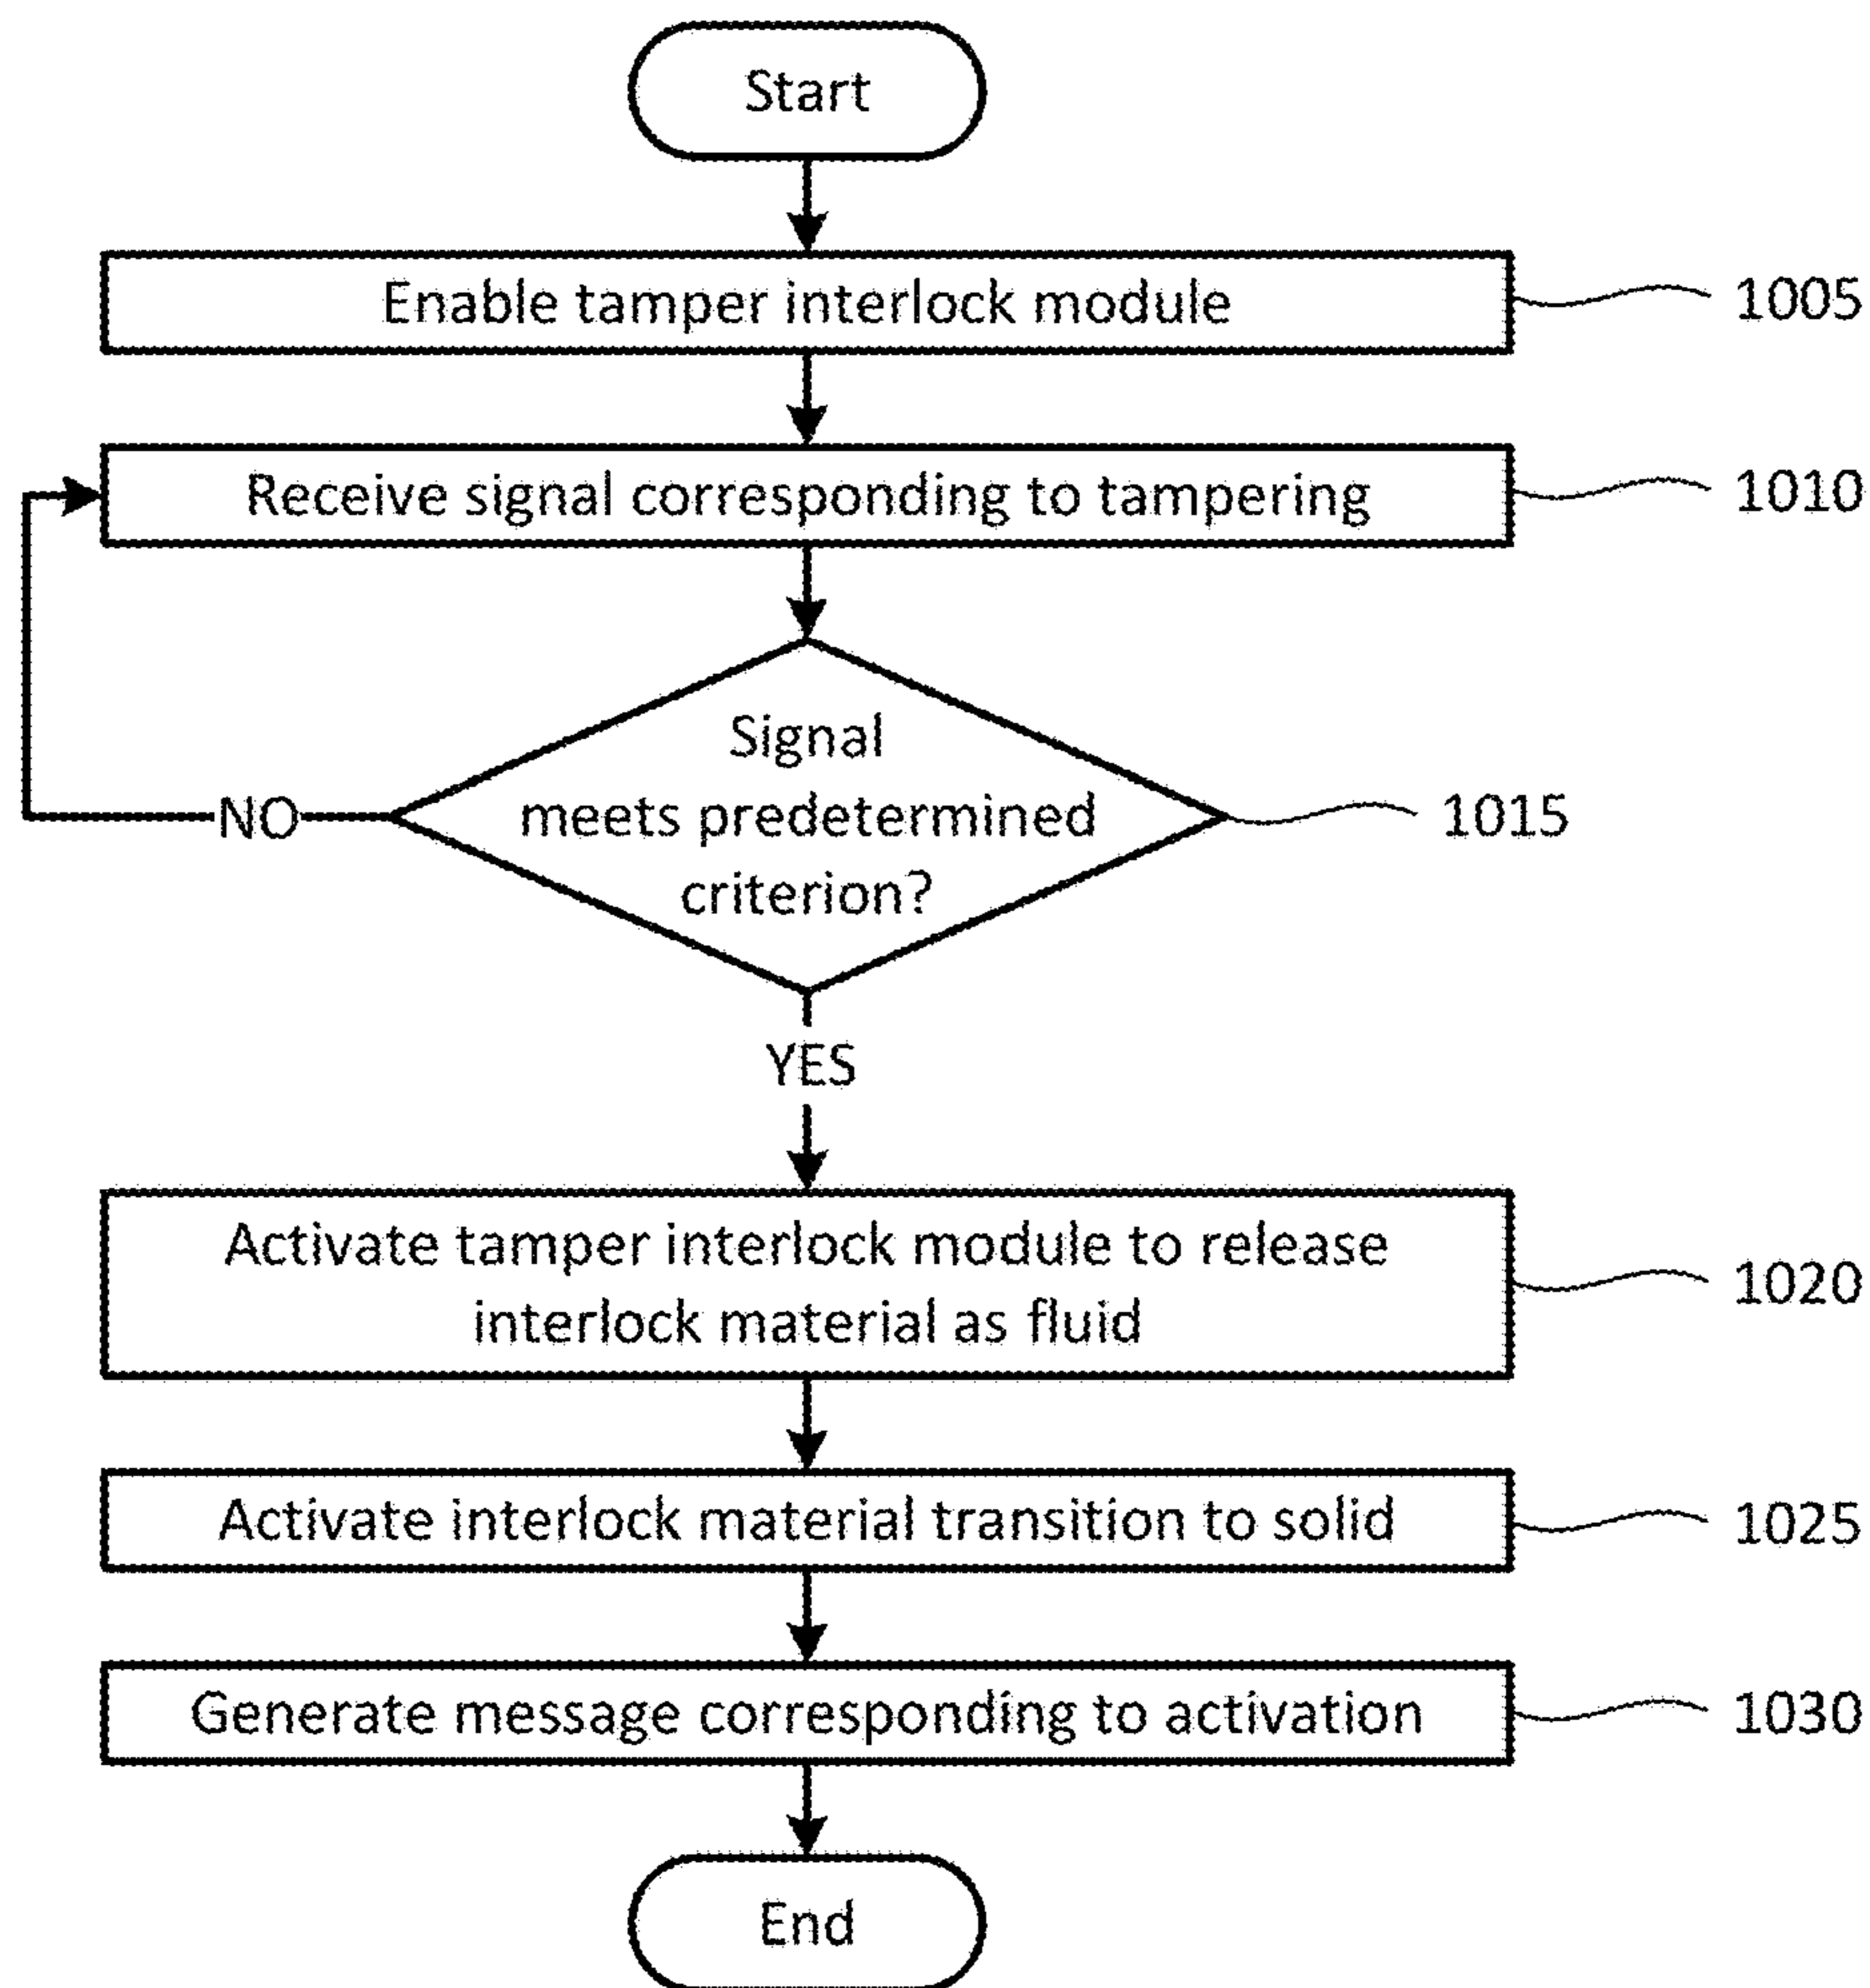 Start
Enable tamper interlock module
1005
Receive signal corresponding to tampering
1010
Signal
meets predetermined
criterion?
NO
1015
YES
Activate tamper interlock module to release
interlock material as fluid
1020
Activate interlock material transition to solid
1025
Generate message corresponding to activation
1030
End